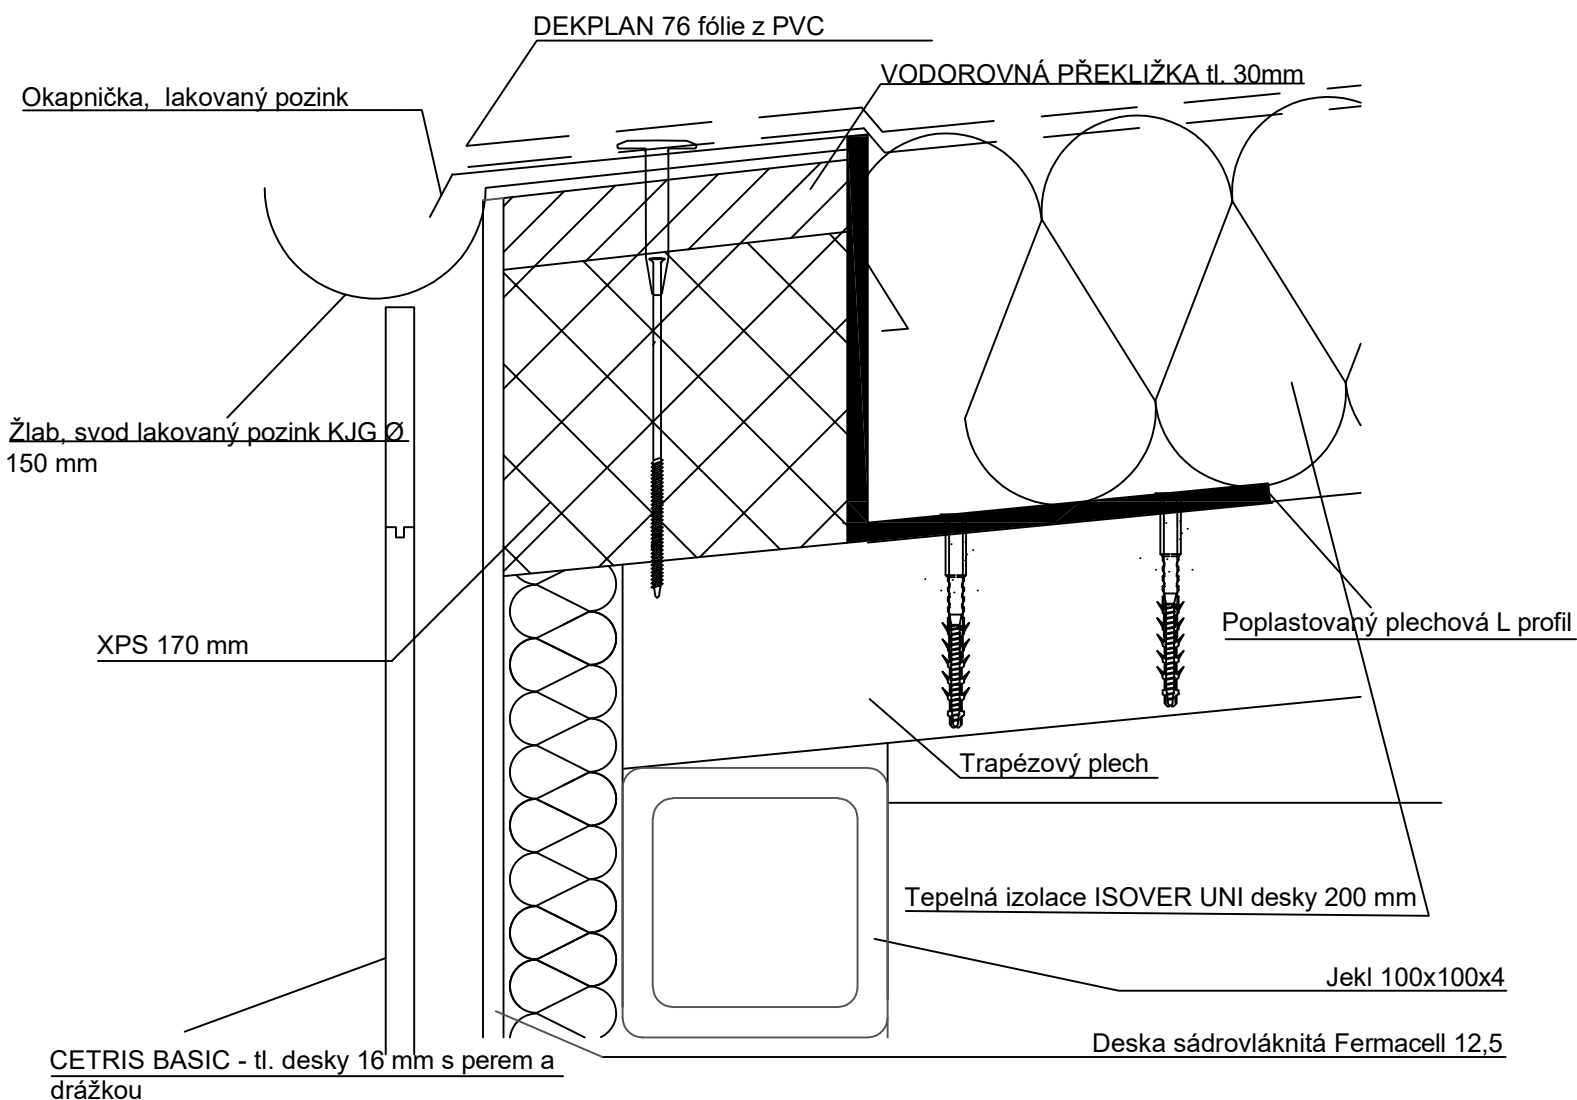 DEKPLAN 76 fólie z PVC
VODOROVNÁ PŘEKLIŽKA tl. 30mm
Okapnička, lakovaný pozink
Žlab, svod lakovaný pozink KJG Ø
150 mm
Poplastovaný plechová L profil
XPS 170 mm
Trapézový plech
Tepelná izolace ISOVER UNI desky 200 mm
Jekl 100x100x4
Deska sádrovláknitá Fermacell 12,5
CETRIS BASIC - tl. desky 16 mm s perem a
drážkou